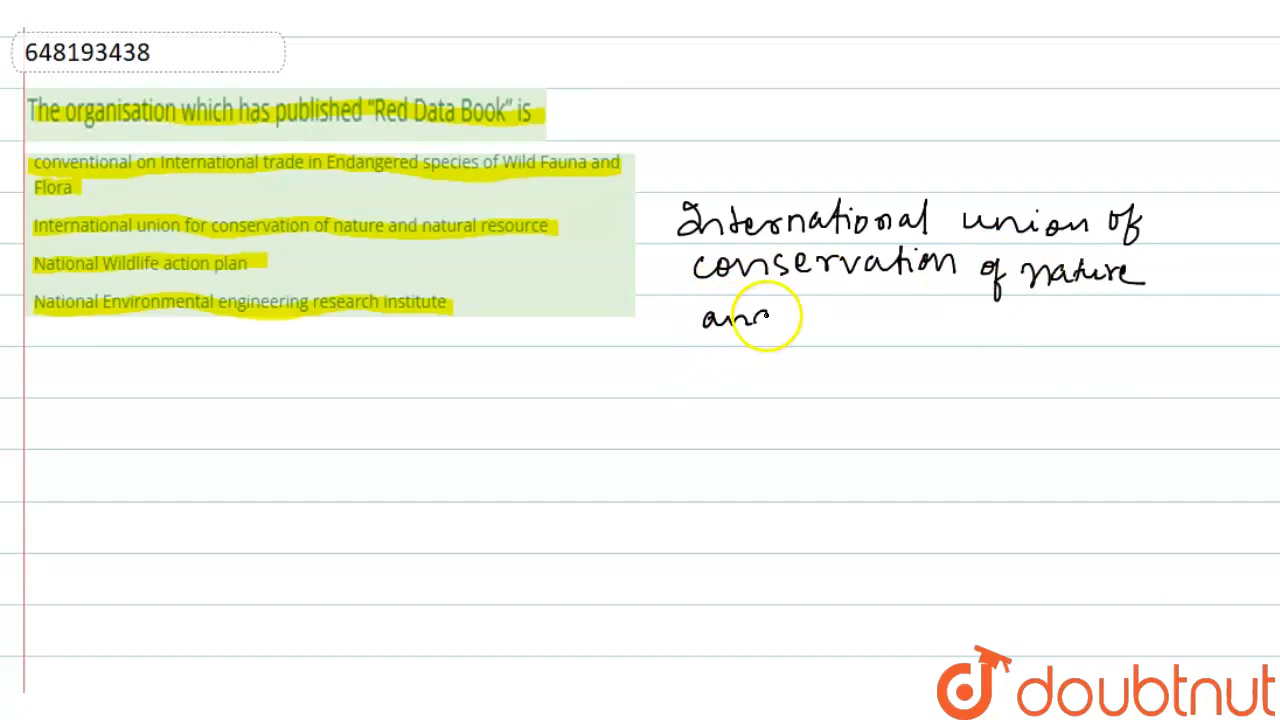 648193438
The organisation which has published “Red Data Book” is
conventional on International trade in Endangered species of Wild Fauna and
Flora
International union for conservation of nature and natural resource
National Wildlife action plan
National Environmental engineering research institute
International union of
conservation of nature
an
doubtnut